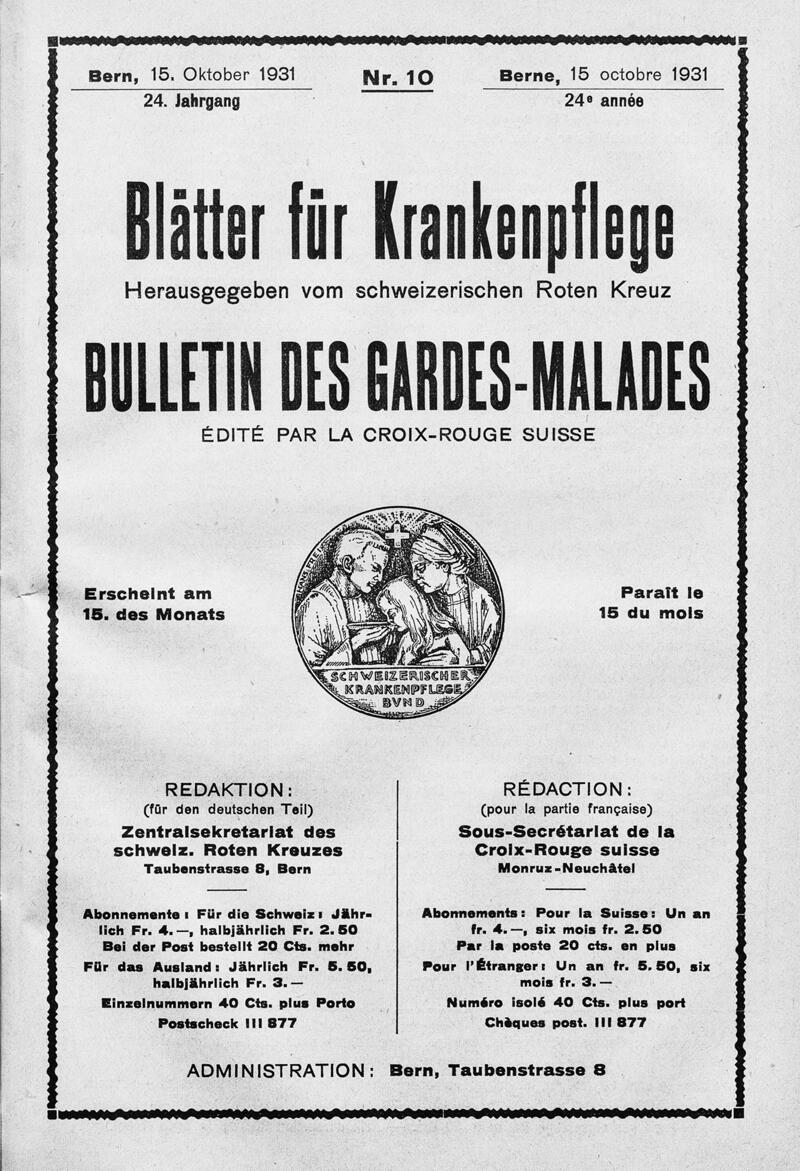 Bern, 15. Oktober 1931
24. Jahrgang
Nr. 10
Berne, 15 octobre 1931
24e année
Blätter für Krankenpflege
Herausgegeben vom schweizerischen Roten Kreuz
BULLETIN DES GARDES-MALADES
ÉDITÉ PAR LA CROIX-ROUGE SUISSE
Erscheint am
15. des Monats
HANS FREI
SCHWEIZERISCHER
KRANKENPFLEGE
BVND
Paraît le
15 du mois
REDAKTION:
(für den deutschen Teil)
Zentralsekretariat des
schweiz. Roten Kreuzes
Taubenstrasse 8, Bern
Abonnemente: Für die Schweiz: Jähr-
lich Fr. 4.—, halbjährlich Fr. 2.50
Bei der Post bestellt 20 Cts. mehr
Für das Ausland: Jährlich Fr. 5.50,
halbjährlich Fr. 3.—
Einzelnummern 40 Cts. plus Porto
Postscheck III 877
RÉDACTION:
(pour la partie française)
Sous-Secrétariat de la
Croix-Rouge suisse
Monruz-Neuchâtel
Abonnements: Pour la Suisse: Un an
fr. 4.—, six mois fr. 2.50
Par la poste 20 cts. en plus
Pour l'Étranger: Un an fr. 5.50, six
mois fr. 3.—
Numéro isolé 40 Cts. plus port
Chèques post. III 877
ADMINISTRATION: Bern, Taubenstrasse 8